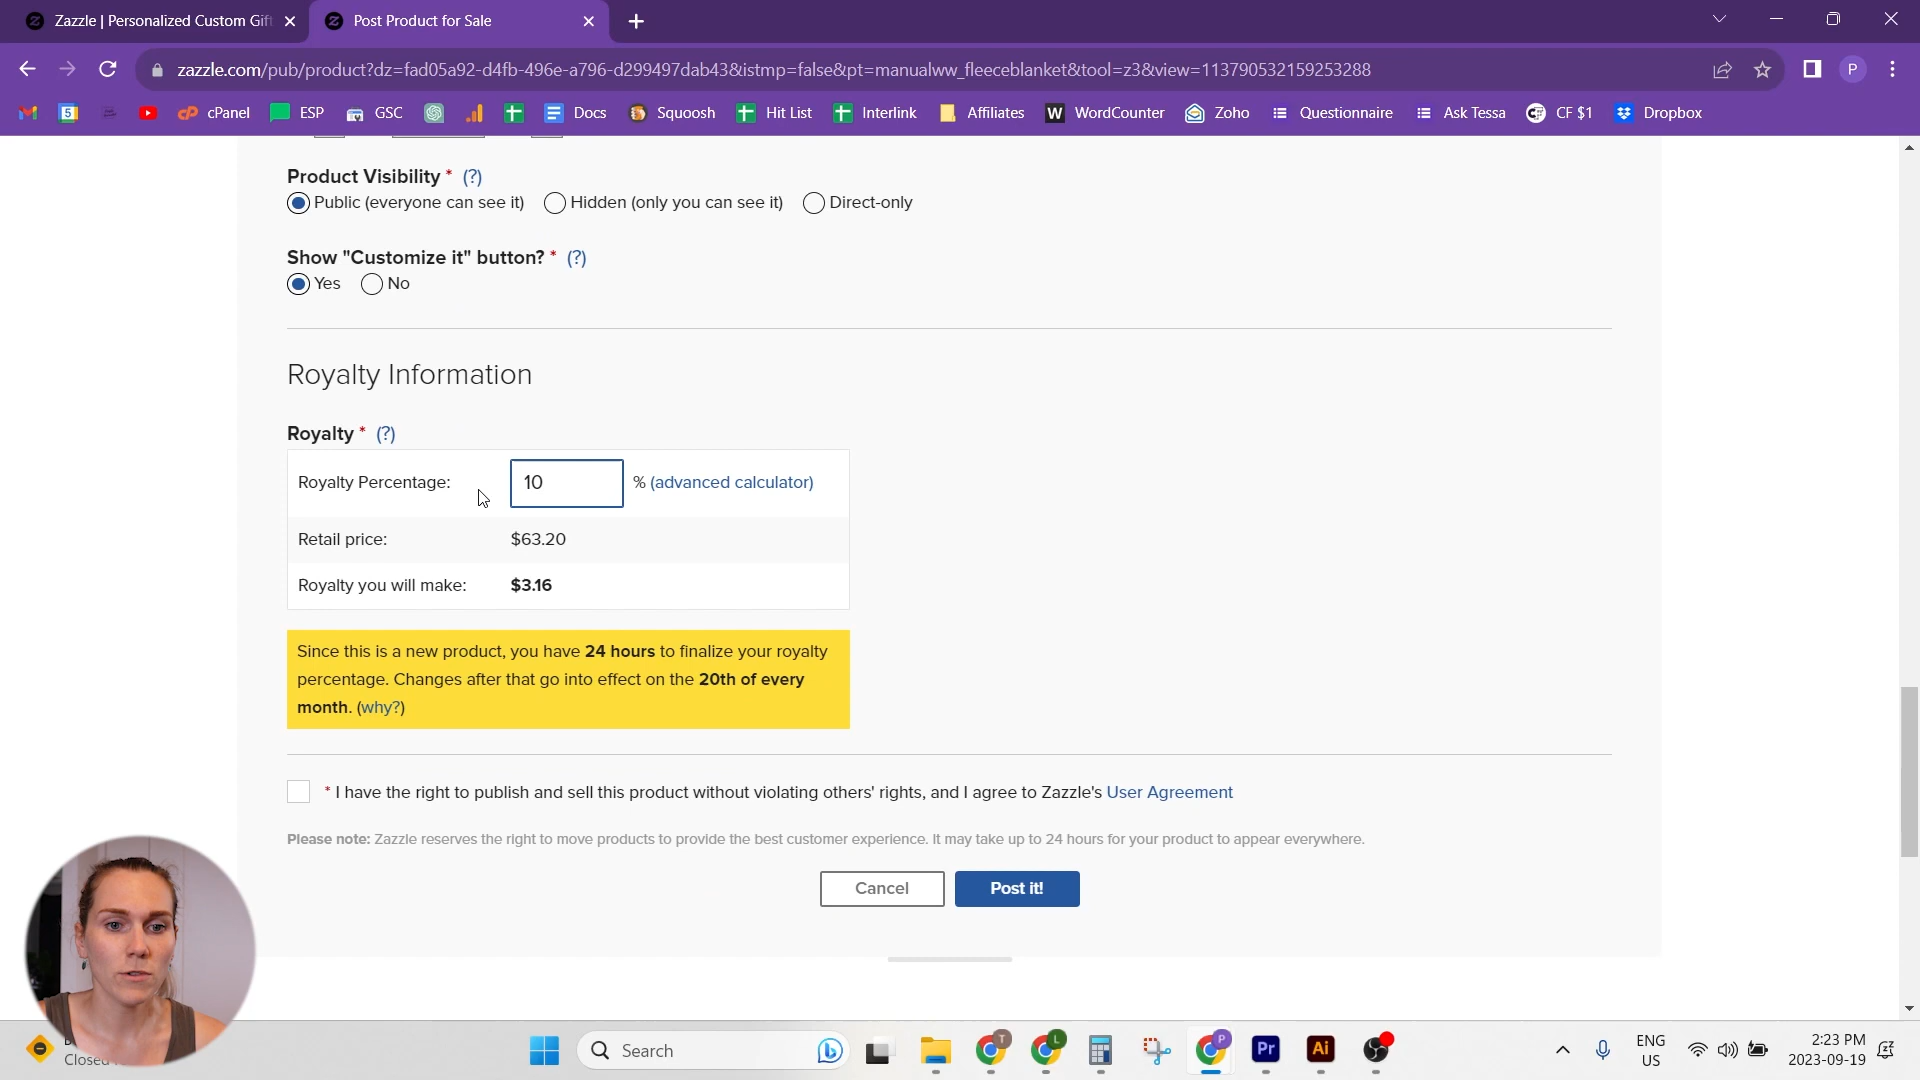 Zazzle | Personalized Custom Gift
Post Product for Sale
zazzle.com/pub/product?dz=fad05a92-d4fb-496e-a796-d299497dab43&istmp=false&pt=manualww_fleeceblanket&tool=z3&view=113790532159253288
P
5 cPanel ESP GSC Docs Squoosh Hit List Interlink Affiliates W WordCounter Zoho Questionnaire Ask Tessa CF $1 Dropbox
Product Visibility * (?)
Public (everyone can see it) Hidden (only you can see it) Direct-only
Show "Customize it" button? * (?)
Yes No
Royalty Information
Royalty * (?)
Royalty Percentage: 10 % (advanced calculator)
Retail price: $63.20
Royalty you will make: $3.16
Since this is a new product, you have 24 hours to finalize your royalty
percentage. Changes after that go into effect on the 20th of every
month. (why?)
* I have the right to publish and sell this product without violating others' rights, and I agree to Zazzle's User Agreement
Please note: Zazzle reserves the right to move products to provide the best customer experience. It may take up to 24 hours for your product to appear everywhere.
Cancel Post it!
Closed
Search
T L P Pr Ai
ENG
US
2:23 PM
2023-09-19